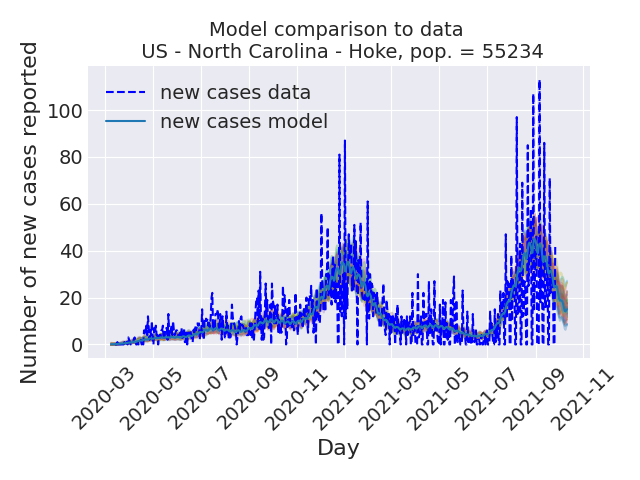 Model comparison to data
US - North Carolina - Hoke, pop. = 55234
Number of new cases reported
new cases data
new cases model
100
80
60
40
20
0
2020-03
2020-05
2020-07
2020-09
2020-11
2021-01
2021-03
2021-05
2021-07
2021-09
2021-11
Day